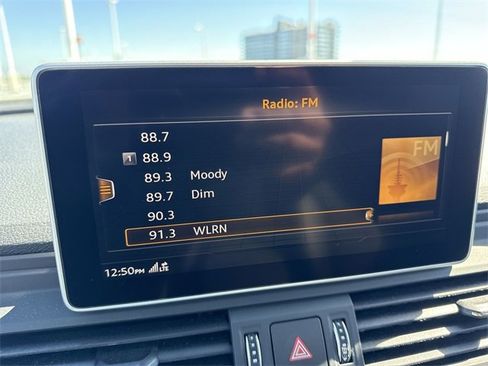 Radio: FM
88.7
1 88.9
89.3 Moody
89.7 Dim
90.3
91.3 WLRN
FM
12:50PM LTE